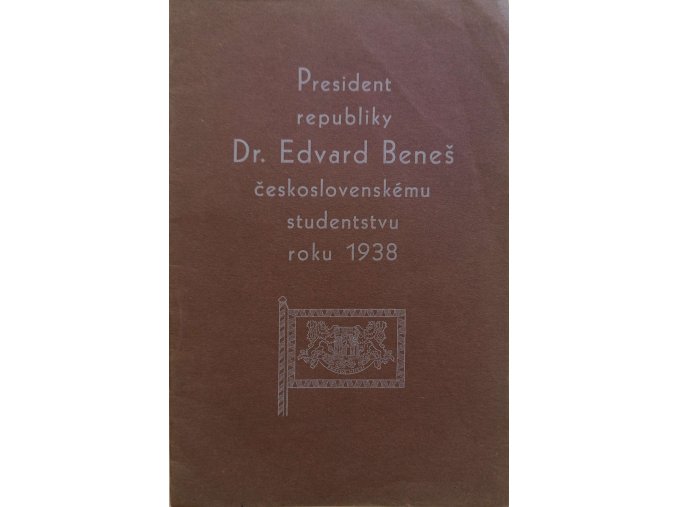 President
republiky
Dr. Edvard Beneš
československému
studentstvu
roku 1938